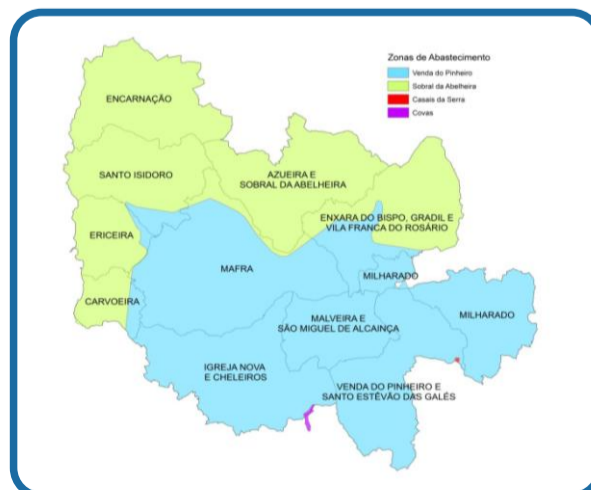 Zonas de Abastecimento
Venda do Pinheiro
Sobral da Abelheira
Casais da Serra
Covas
ENCARNAÇÃO
SANTO ISIDORO
AZUEIRA E
SOBRAL DA ABELHEIRA
ENXARA DO BISPO, GRADIL E
VILA FRANCA DO ROSÁRIO
ERICEIRA
MAFRA
MILHARADO
CARVOEIRA
MALVEIRA E
SÃO MIGUEL DE ALCAINÇA
MILHARADO
IGREJA NOVA
E CHELEIROS
VENDA DO PINHEIRO E
SANTO ESTÊVÃO DAS GALÉS